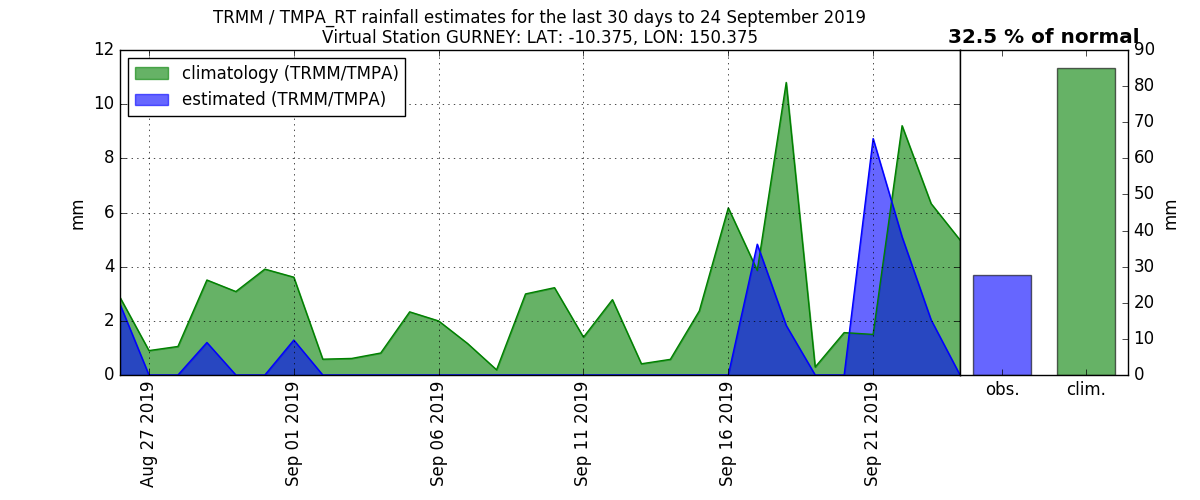 TRMM / TMPA_RT rainfall estimates for the last 30 days to 24 September 2019
Virtual Station GURNEY: LAT: -10.375, LON: 150.375
32.5 % of normal
climatology (TRMM/TMPA)
estimated (TRMM/TMPA)
12
10
8
6
4
2
0
mm
Aug 27 2019
Sep 01 2019
Sep 06 2019
Sep 11 2019
Sep 16 2019
Sep 21 2019
obs.
clim.
90
80
70
60
50
40
30
20
10
0
mm